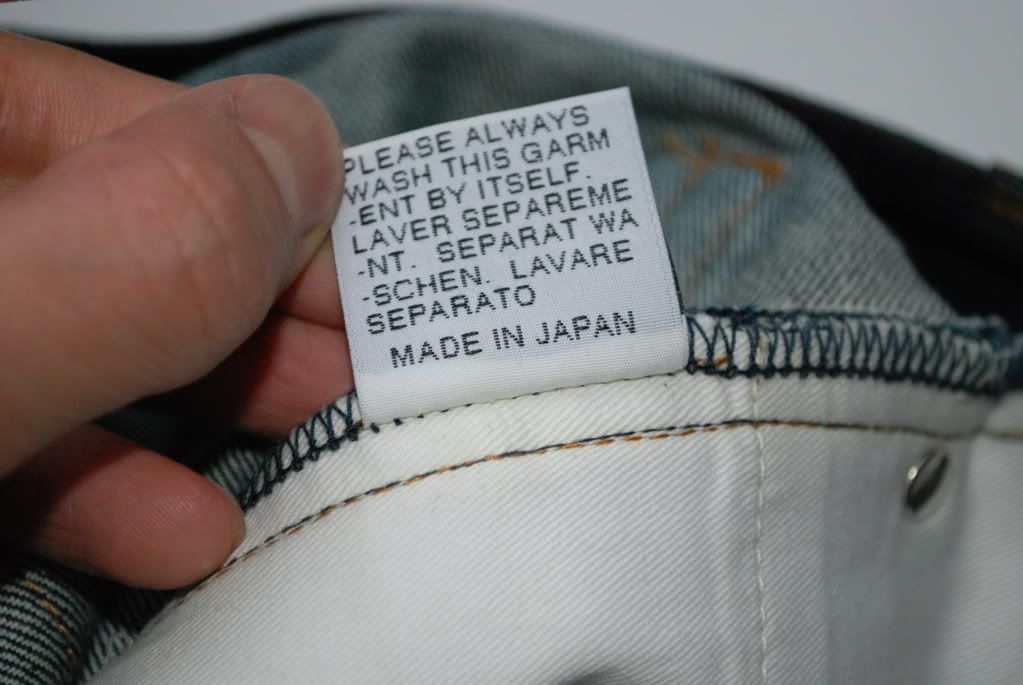 PLEASE ALWAYS
WASH THIS GARM
-ENT BY ITSELF.
LAVER SEPAREME
-NT. SEPARAT WA
-SCHEN. LAVARE
SEPARATO
MADE IN JAPAN